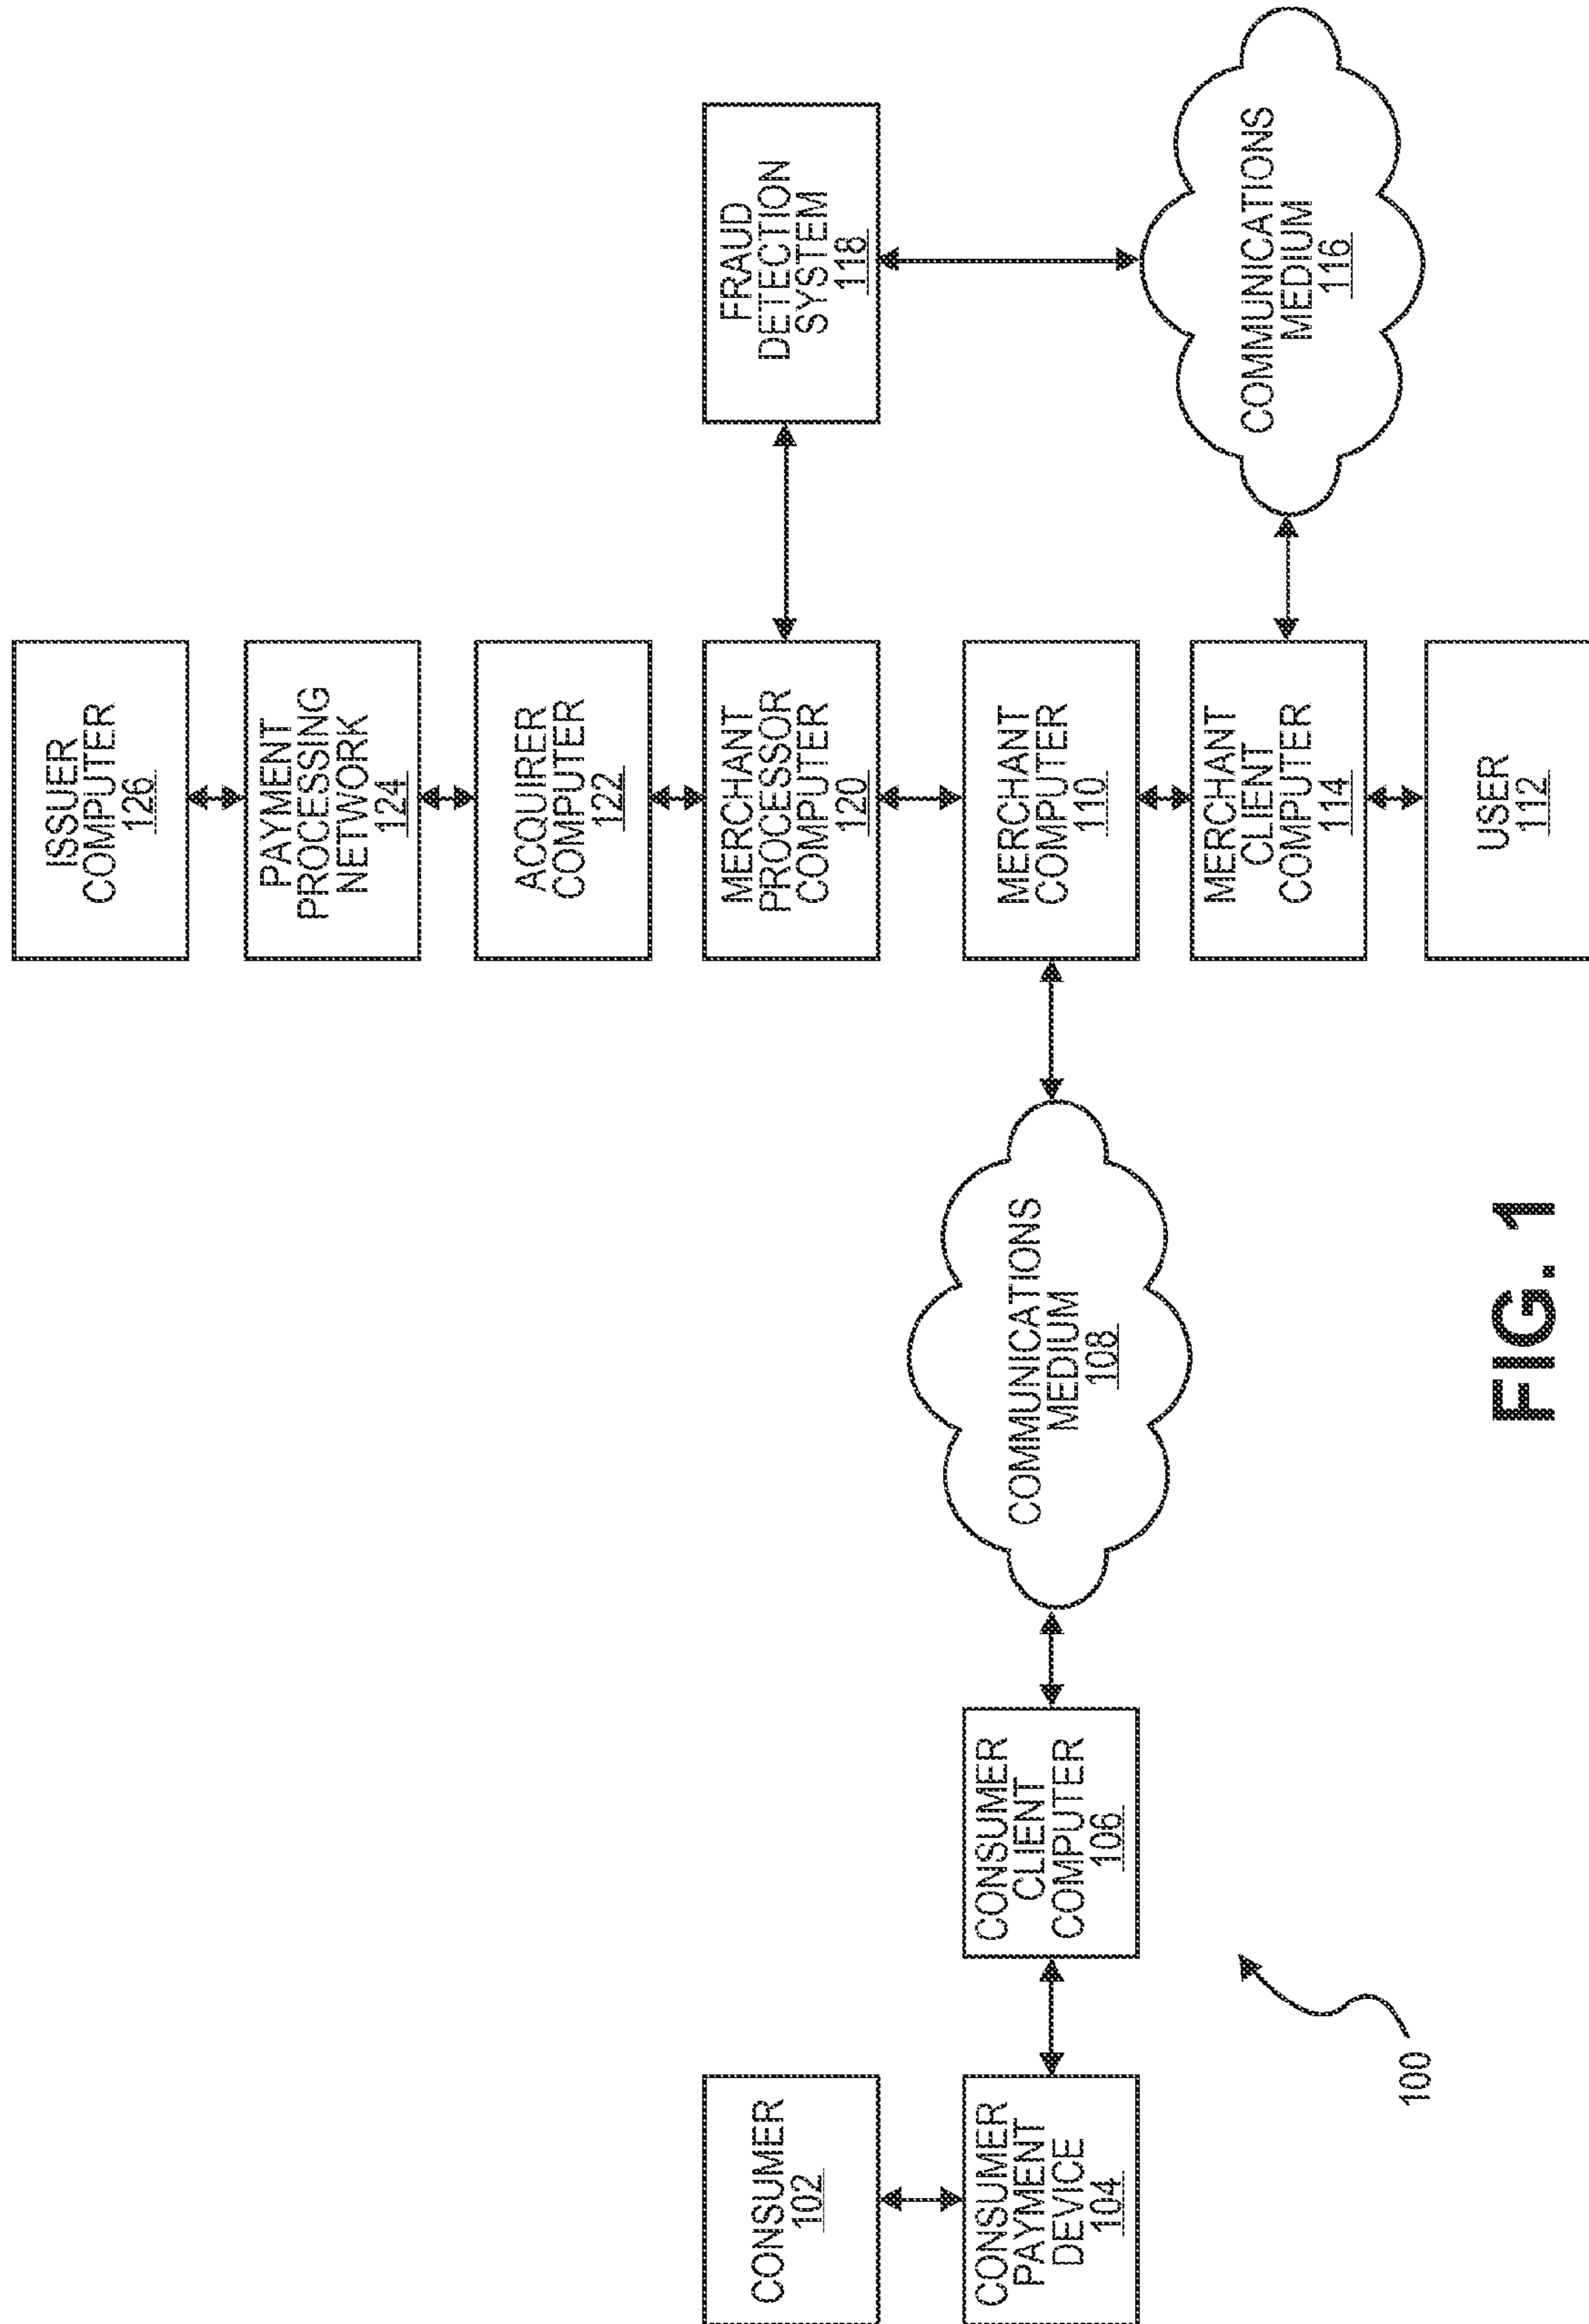 ISSUER
COMPUTER
126
PAYMENT
PROCESSING
NETWORK
124
ACQUIRER
COMPUTER
122
CONSUMER
102
MERCHANT
PROCESSOR
COMPUTER
120
FRAUD
DETECTION
SYSTEM
118
CONSUMER
PAYMENT
DEVICE
104
CONSUMER
CLIENT
COMPUTER
106
COMMUNICATIONS
MEDIUM
108
MERCHANT
COMPUTER
110
MERCHANT
CLIENT
COMPUTER
114
COMMUNICATIONS
MEDIUM
116
USER
112
100
FIG. 1